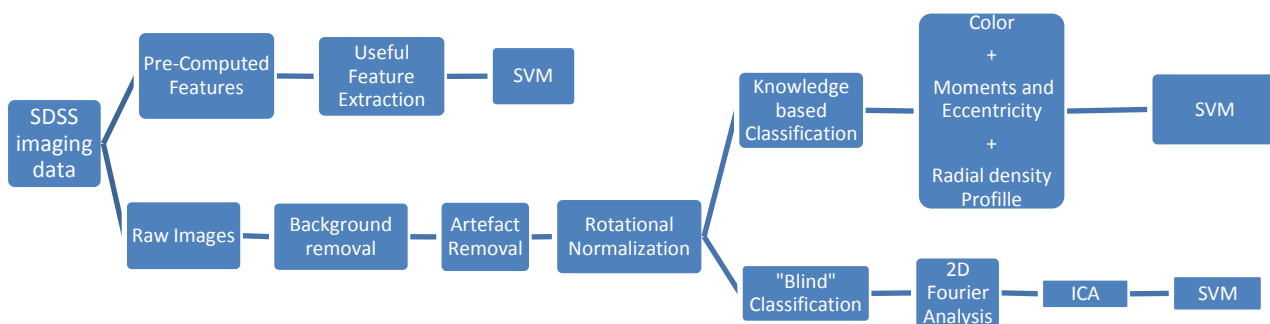 SDSS
imaging
data
Pre-Computed
Features
Useful
Feature
Extraction
SVM
Raw Images
Background
removal
Artefact
Removal
Rotational
Normalization
Knowledge
based
Classification
Color
+
Moments and
Eccentricity
+
Radial density
Profille
SVM
"Blind"
Classification
2D
Fourier
Analysis
ICA
SVM